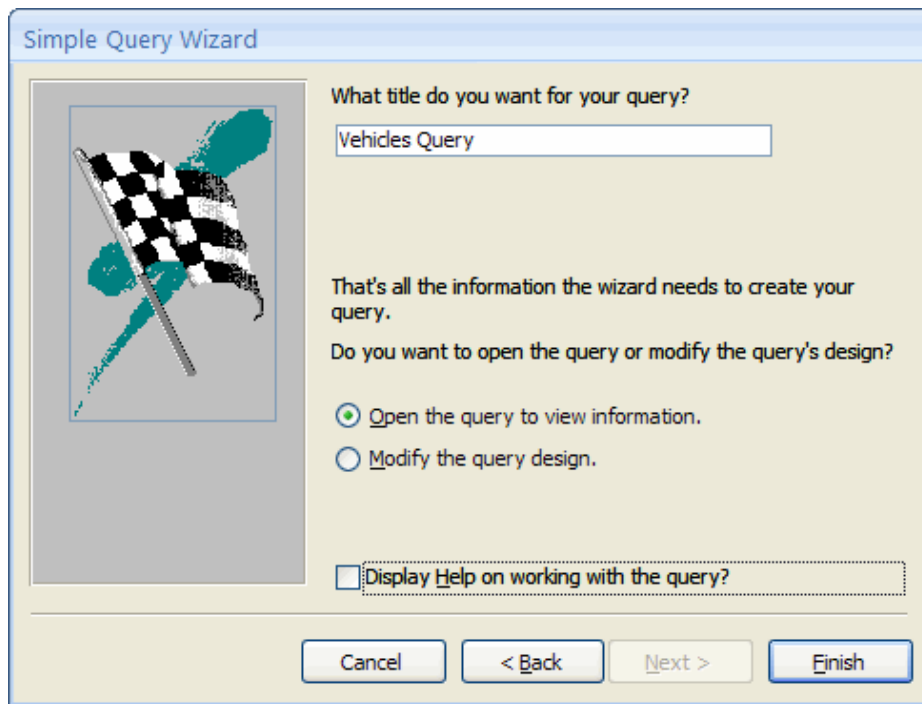 Simple Query Wizard
What title do you want for your query?
Vehicles Query
That's all the information the wizard needs to create your
query.
Do you want to open the query or modify the query's design?
Open the query to view information.
Modify the query design.
Display Help on working with the query?
Cancel
< Back
Next >
Finish